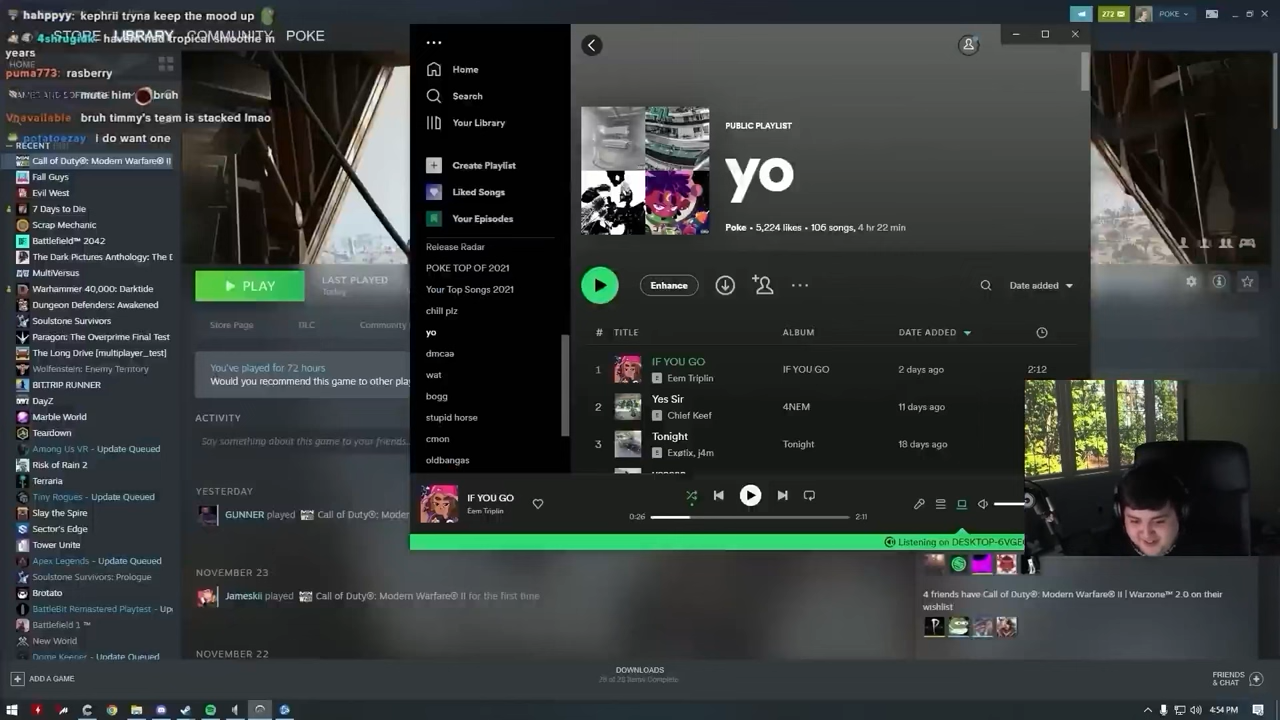 hahpyy: kephrii tryna keep the mood up
STORE LIBRARY COMMUNITY POKE
4shrugidk: havent had tropical smoothie in
years
HOME
puma773: rasberry
mute him bruh
Vnavailable: bruh timmy's team is stacked lmao
potatoezay: I do want one
RECENT
Call of Duty®: Modern Warfare® II
Fall Guys
Evil West
7 Days to Die
Scrap Mechanic
Battlefield™ 2042
The Dark Pictures Anthology: The D
MultiVersus
Warhammer 40,000: Darktide
Dungeon Defenders: Awakened
Soulstone Survivors
Paragon: The Overprime Final Test
The Long Drive [multiplayer_test]
Wolfenstein: Enemy Territory
BITTRIP RUNNER
DayZ
Marble World
Teardown
Among Us VR - Update Queued
Risk of Rain 2
Terraria
Tiny Rogues - Update Queued
Slay the Spire
Sector's Edge
Tower Unite
Apex Legends - Update Queued
Soulstone Survivors: Prologue
Brotato
BattleBit Remastered Playtest - Up
Battlefield 1 ™
New World
Dome Keeper - Update Queued
ADD A GAME
PLAY
LAST PLAYED
Today
Store Page
DLC
Community
You've played for 72 hours
Would you recommend this game to other play
ACTIVITY
Say something about this game to your friends...
YESTERDAY
GUNNER played Call of Duty®: Moder
NOVEMBER 23
Jameskii played Call of Duty®: Modern Warfare® II for the first time
NOVEMBER 22
Home
Search
Your Library
Create Playlist
Liked Songs
Your Episodes
Release Radar
POKE TOP OF 2021
Your Top Songs 2021
chill plz
yo
dmcaa
wat
bogg
stupid horse
cmon
oldbangas
PUBLIC PLAYLIST
yo
Poke • 5,224 likes • 106 songs, 4 hr 22 min
Enhance
Date added
# TITLE ALBUM DATE ADDED
1 IF YOU GO IF YOU GO 2 days ago 2:12
E Eem Triplin
2 Yes Sir 4NEM 11 days ago
E Chief Keef
3 Tonight Tonight 18 days ago
E Exøtix, j4m
IF YOU GO
Eem Triplin
0:26 2:11
Listening on DESKTOP-6VGE
272 POKE
4 friends have Call of Duty®: Modern Warfare® II | Warzone™ 2.0 on their
wishlist
DOWNLOADS
FRIENDS
& CHAT
4:54 PM